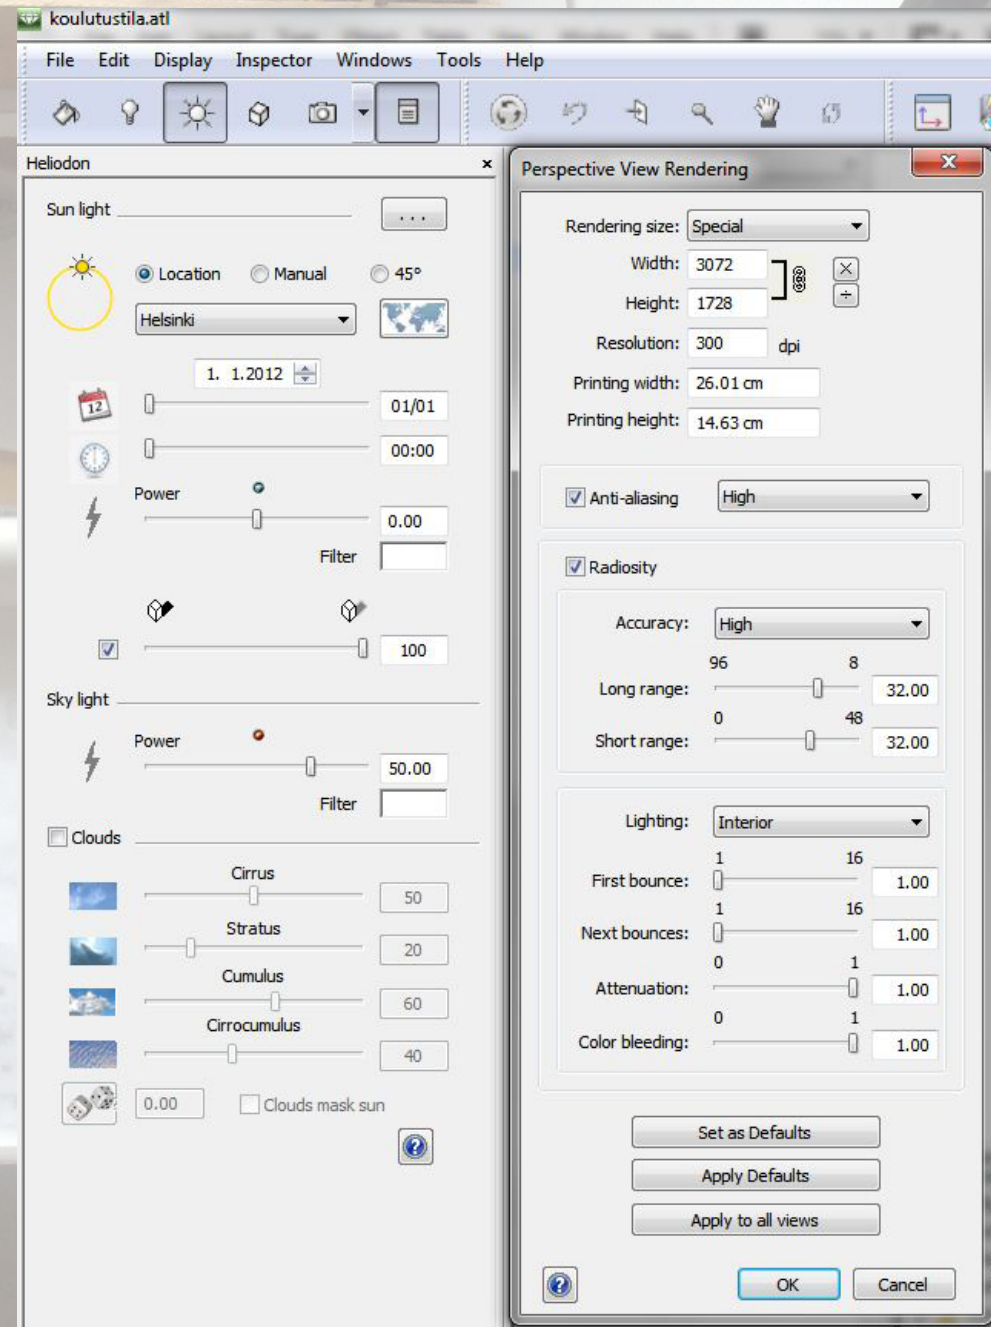 koulutustila.atl
File Edit Display Inspector Windows Tools Help
Heliodon
x
Sun light
...
Location Manual 45°
Helsinki
1. 1.2012
12
01/01
00:00
Power
0.00
Filter
100
Sky light
Power
50.00
Filter
Clouds
Cirrus
50
Stratus
20
Cumulus
60
Cirrocumulus
40
0.00 Clouds mask sun
?
Perspective View Rendering
Rendering size: Special
Width: 3072
Height: 1728
Resolution: 300 dpi
Printing width: 26.01 cm
Printing height: 14.63 cm
Anti-aliasing High
Radiosity
Accuracy: High
96 8
Long range: 32.00
0 48
Short range: 32.00
Lighting: Interior
1 16
First bounce: 1.00
1 16
Next bounces: 1.00
0 1
Attenuation: 1.00
0 1
Color bleeding: 1.00
Set as Defaults
Apply Defaults
Apply to all views
? OK Cancel